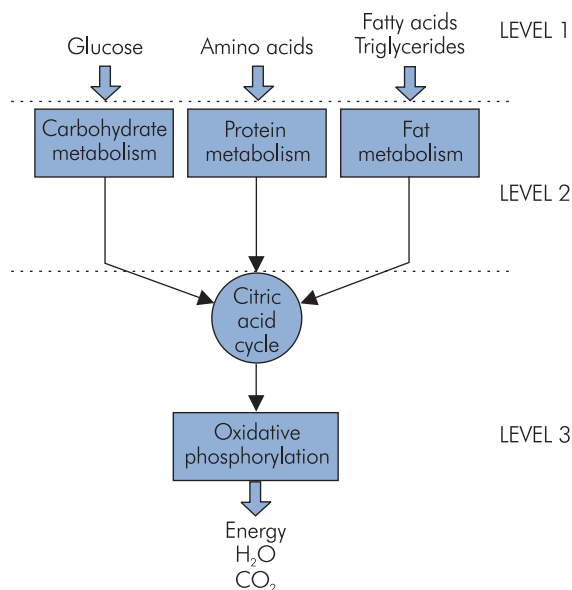 Fatty acids
Triglycerides
LEVEL 1
Glucose
Amino acids
Carbohydrate
metabolism
Protein
metabolism
Fat
metabolism
LEVEL 2
Citric
acid
cycle
Oxidative
phosphorylation
LEVEL 3
Energy
H₂O
CO₂